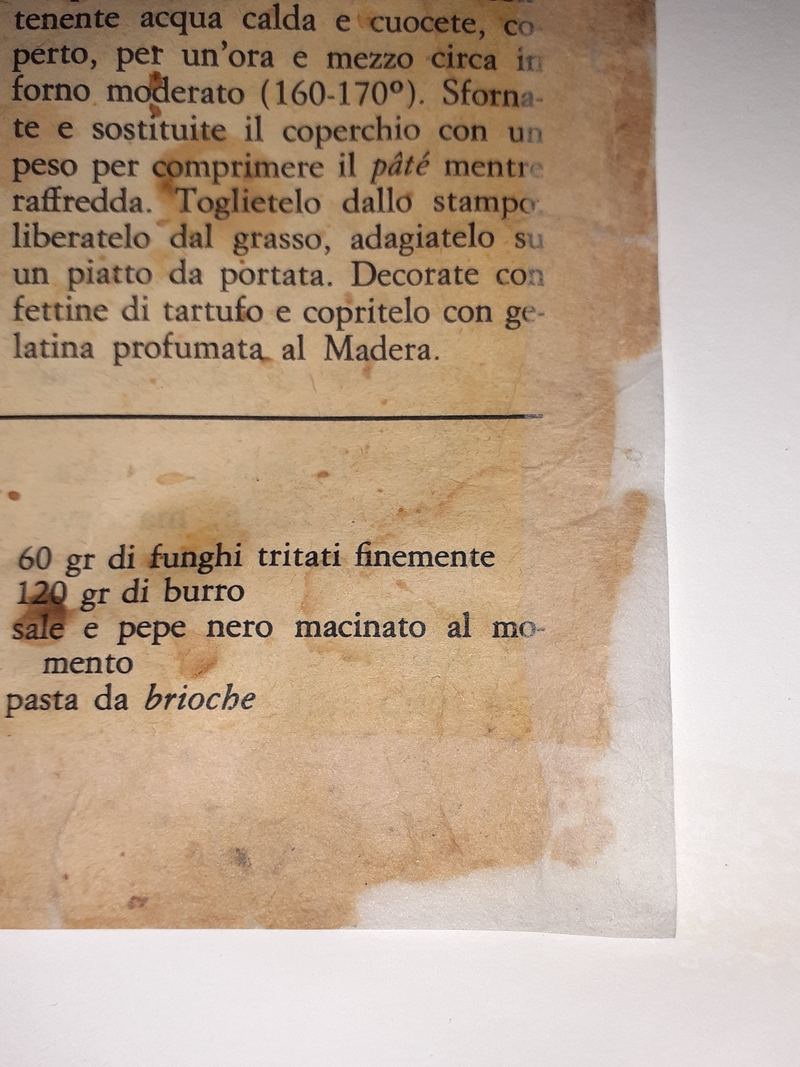 tenente acqua calda e cuocete, co
perto, per un'ora e mezzo circa in
forno moderato (160-170º). Sforna-
te e sostituite il coperchio con un
peso per comprimere il pâté mentre
raffredda. Toglietelo dallo stampo
liberatelo dal grasso, adagiatelo su
un piatto da portata. Decorate con
fettine di tartufo e copritelo con ge-
latina profumata al Madera.
60 gr di funghi tritati finemente
120 gr di burro
sale e pepe nero macinato al mo-
mento
pasta da brioche